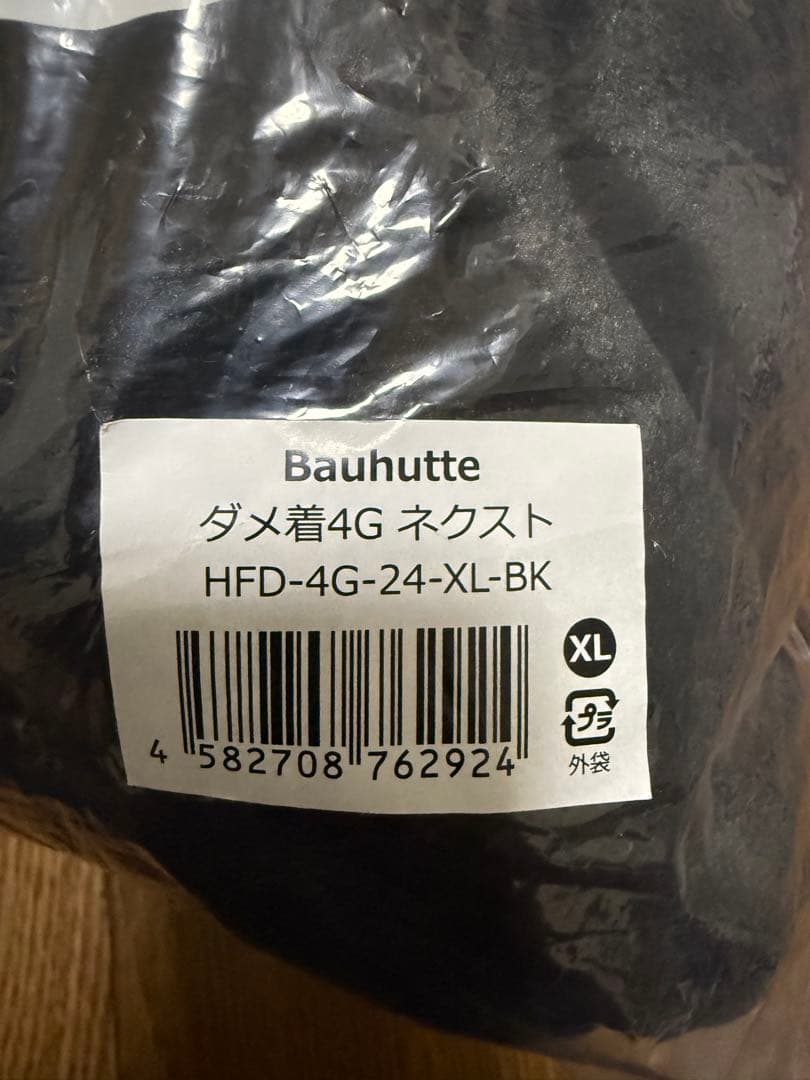 Bauhutte
ダメ着4G ネクスト
HFD-4G-24-XL-BK
XL
プラ
外袋
4 582708 762924